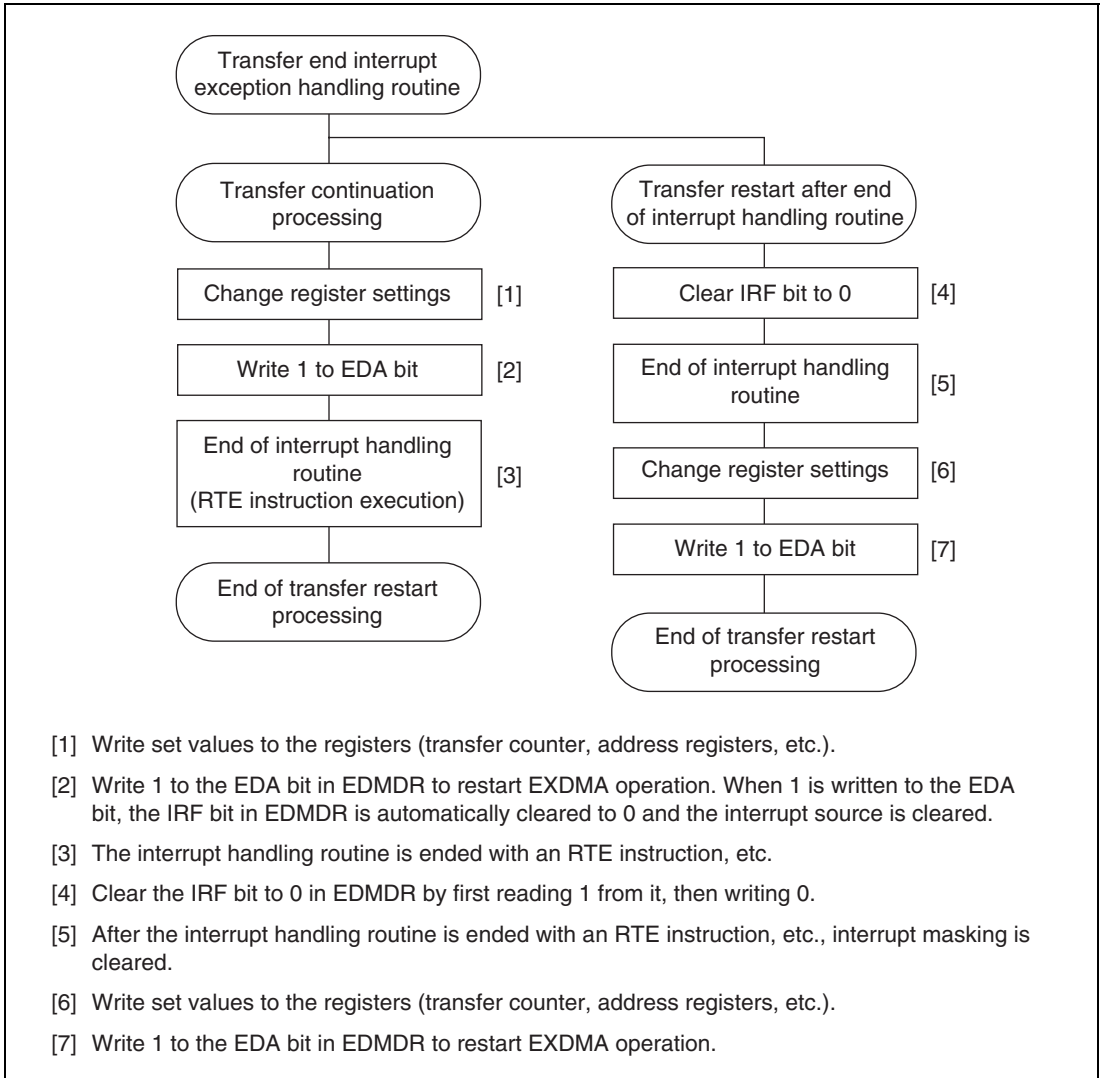 Transfer end interrupt
exception handling routine
Transfer continuation
processing
Change register settings [1]
Write 1 to EDA bit [2]
End of interrupt handling
routine
(RTE instruction execution) [3]
End of transfer restart
processing
Transfer restart after end
of interrupt handling routine
Clear IRF bit to 0 [4]
End of interrupt handling
routine [5]
Change register settings [6]
Write 1 to EDA bit [7]
End of transfer restart
processing
[1] Write set values to the registers (transfer counter, address registers, etc.).
[2] Write 1 to the EDA bit in EDMDR to restart EXDMA operation. When 1 is written to the EDA
bit, the IRF bit in EDMDR is automatically cleared to 0 and the interrupt source is cleared.
[3] The interrupt handling routine is ended with an RTE instruction, etc.
[4] Clear the IRF bit to 0 in EDMDR by first reading 1 from it, then writing 0.
[5] After the interrupt handling routine is ended with an RTE instruction, etc., interrupt masking is
cleared.
[6] Write set values to the registers (transfer counter, address registers, etc.).
[7] Write 1 to the EDA bit in EDMDR to restart EXDMA operation.